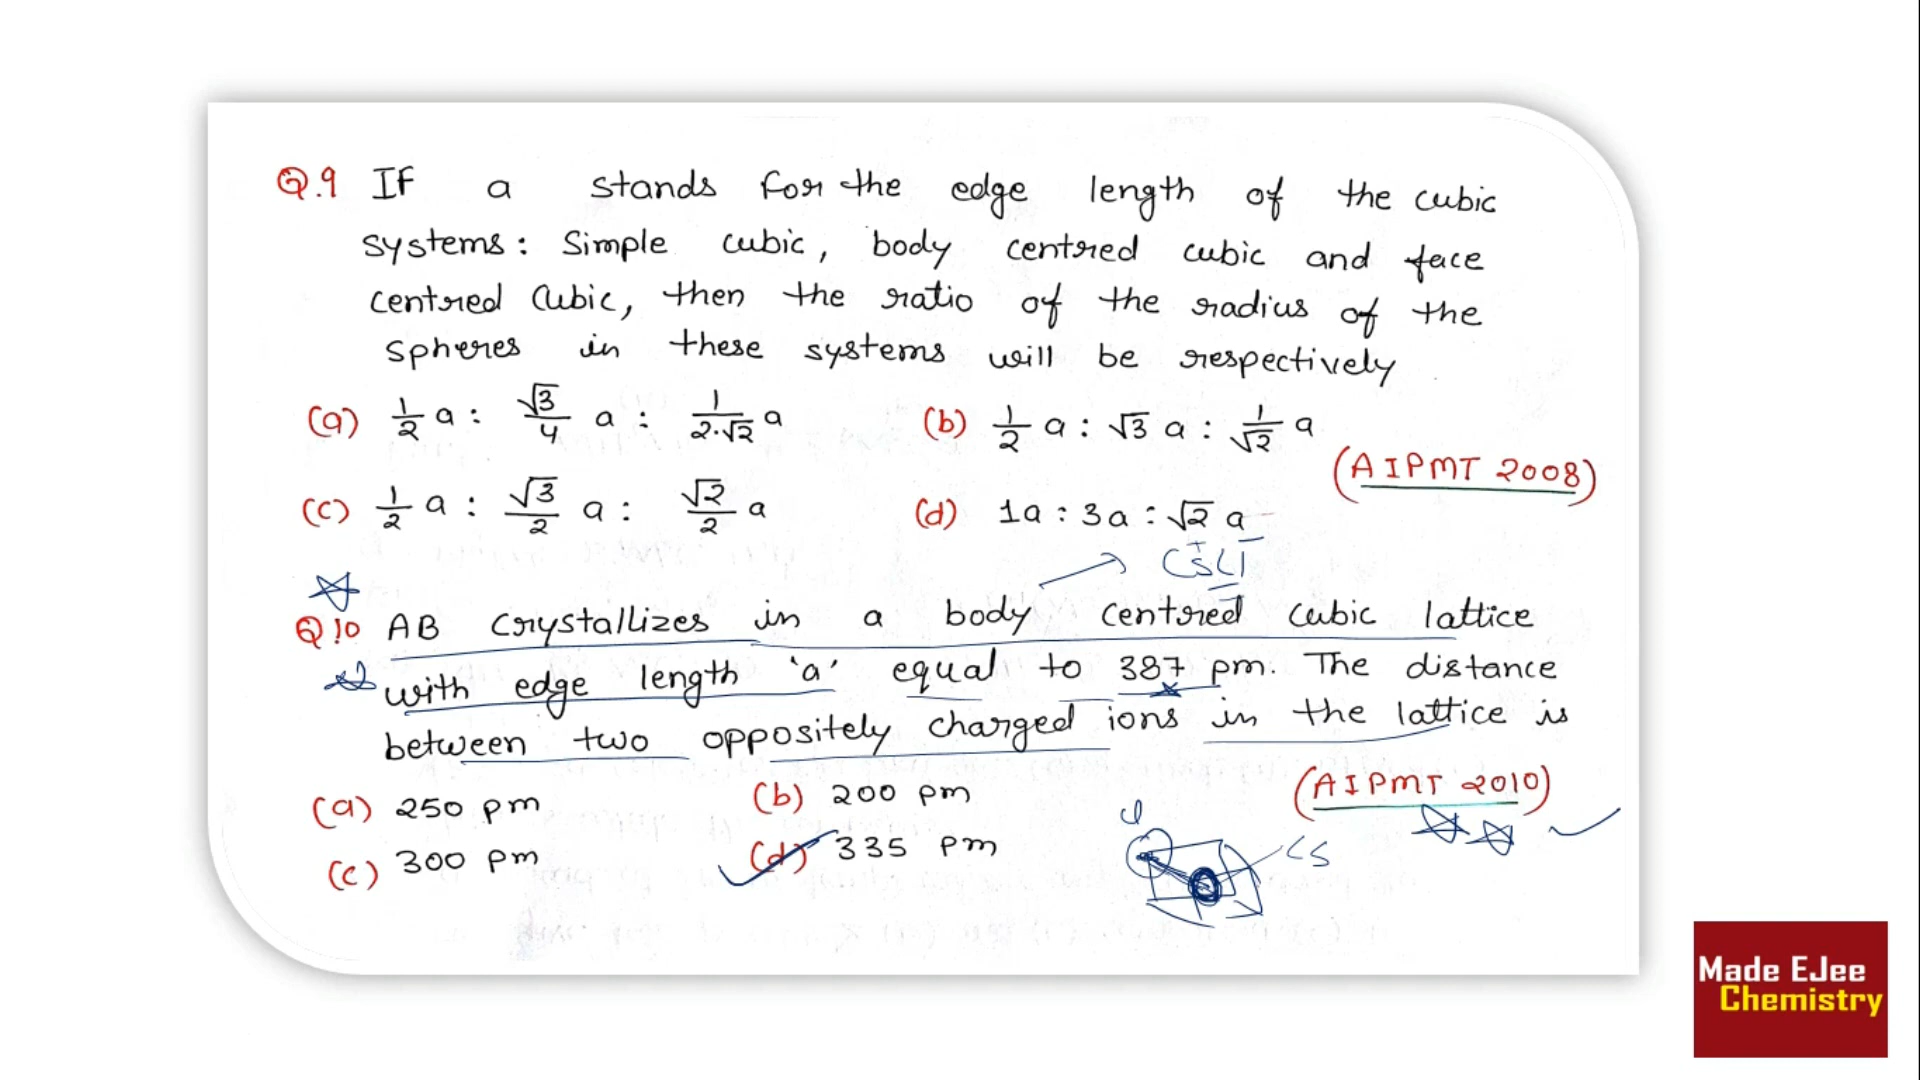 Q.9 IF a stands for the edge length of the cubic
systems: Simple cubic, body centred cubic and face
centred Cubic, then the ratio of the radius of the
spheres in these systems will be respectively
(a) 1/2 a : √3/4 a : 1/2·√2 a (b) 1/2 a : √3 a : 1/√2 a
(AIPMT 2008)
(c) 1/2 a : √3/2 a : √2/2 a (d) 1a : 3a : √2 a
Cs+Cl-
Q10 AB Crystallizes in a body centred cubic lattice
with edge length 'a' equal to 387 pm. The distance
between two oppositely charged ions in the lattice is
(AIPMT 2010)
(a) 250 pm (b) 200 pm
(c) 300 pm (d) 335 pm
Cl
Cs
Made EJee
Chemistry